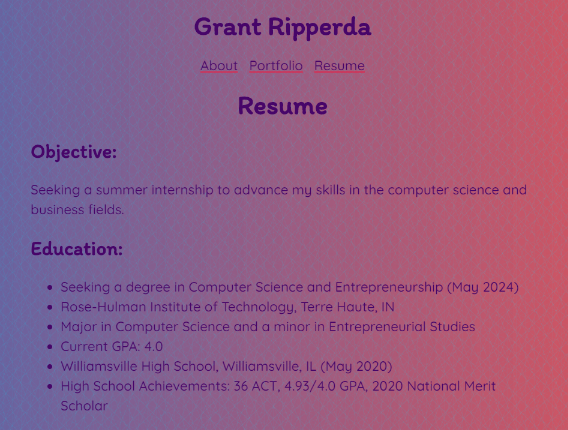 Grant Ripperda
About Portfolio Resume
Resume
Objective:
Seeking a summer internship to advance my skills in the computer science and
business fields.
Education:
Seeking a degree in Computer Science and Entrepreneurship (May 2024)
Rose-Hulman Institute of Technology, Terre Haute, IN
Major in Computer Science and a minor in Entrepreneurial Studies
Current GPA: 4.0
Williamsville High School, Williamsville, IL (May 2020)
High School Achievements: 36 ACT, 4.93/4.0 GPA, 2020 National Merit
Scholar